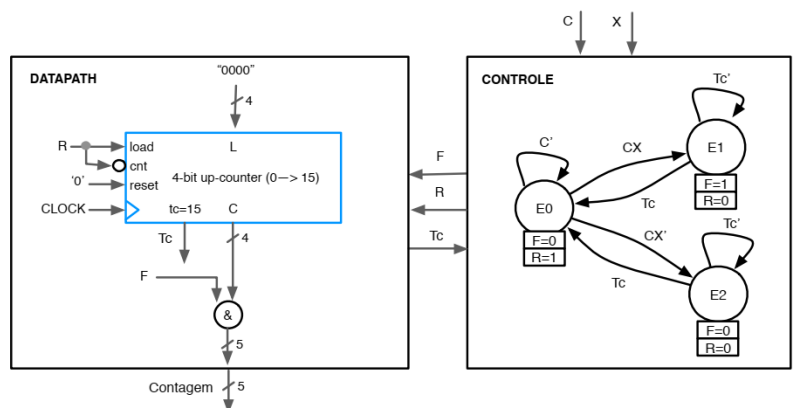 C X
DATAPATH
"0000"
4
R
load
L
cnt
'0'
reset
4-bit up-counter (0—> 15)
CLOCK
tc=15
C
Tc
4
F
&
5
Contagem
5
F
R
Tc
CONTROLE
Tc'
E1
F=1
R=0
C'
CX
Tc
E0
F=0
R=1
CX'
Tc
Tc'
E2
F=0
R=0